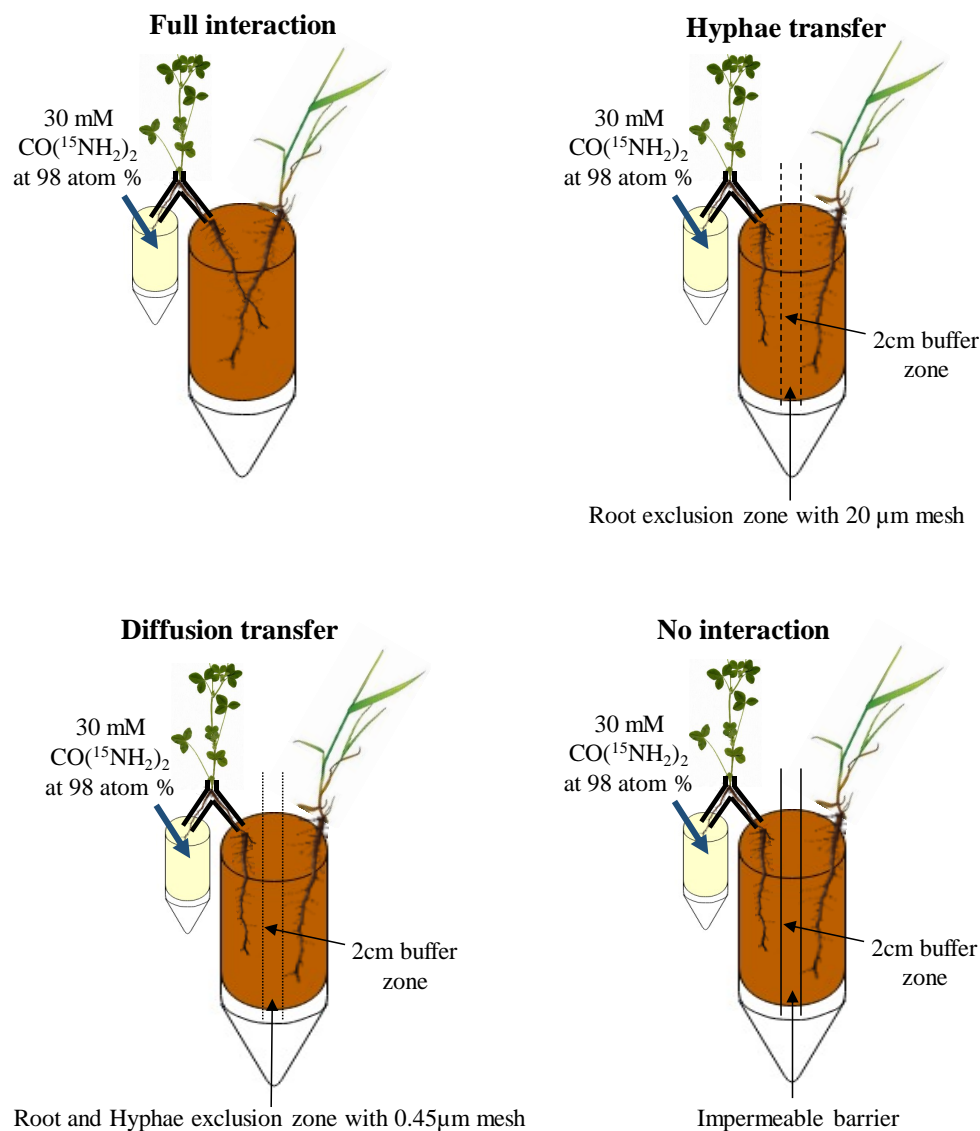 Full interaction
30 mM
CO(¹⁵NH₂)₂
at 98 atom %
Hyphae transfer
30 mM
CO(¹⁵NH₂)₂
at 98 atom %
2cm buffer
zone
Root exclusion zone with 20 µm mesh
Diffusion transfer
30 mM
CO(¹⁵NH₂)₂
at 98 atom %
2cm buffer
zone
Root and Hyphae exclusion zone with 0.45µm mesh
No interaction
30 mM
CO(¹⁵NH₂)₂
at 98 atom %
2cm buffer
zone
Impermeable barrier